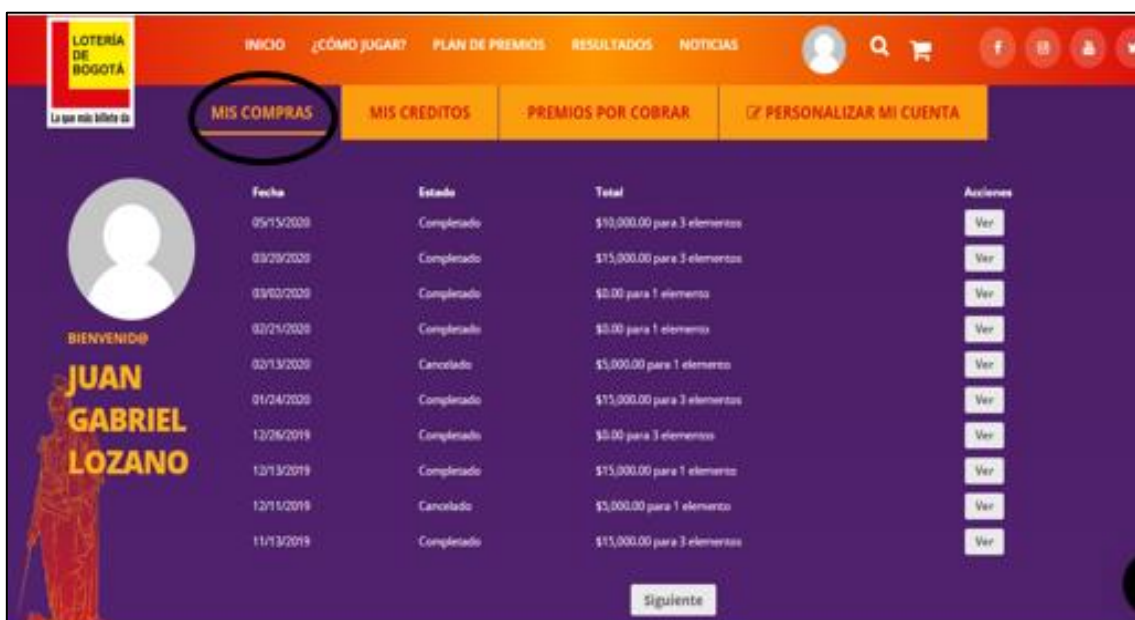 LOTERÍA
DE
BOGOTÁ
La que más billete da
INICIO ¿CÓMO JUGAR? PLAN DE PREMIOS RESULTADOS NOTICIAS
MIS COMPRAS MIS CREDITOS PREMIOS POR COBRAR PERSONALIZAR MI CUENTA
BIENVENID@
JUAN
GABRIEL
LOZANO
Fecha Estado Total Acciones
05/15/2020 Completado $10,000.00 para 3 elementos Ver
03/20/2020 Completado $15,000.00 para 3 elementos Ver
03/02/2020 Completado $0.00 para 1 elemento Ver
02/21/2020 Completado $0.00 para 1 elemento Ver
02/13/2020 Cancelado $5,000.00 para 1 elemento Ver
01/24/2020 Completado $15,000.00 para 3 elementos Ver
12/26/2019 Completado $0.00 para 3 elementos Ver
12/13/2019 Completado $15,000.00 para 1 elemento Ver
12/11/2019 Cancelado $5,000.00 para 1 elemento Ver
11/13/2019 Completado $15,000.00 para 3 elementos Ver
Siguiente